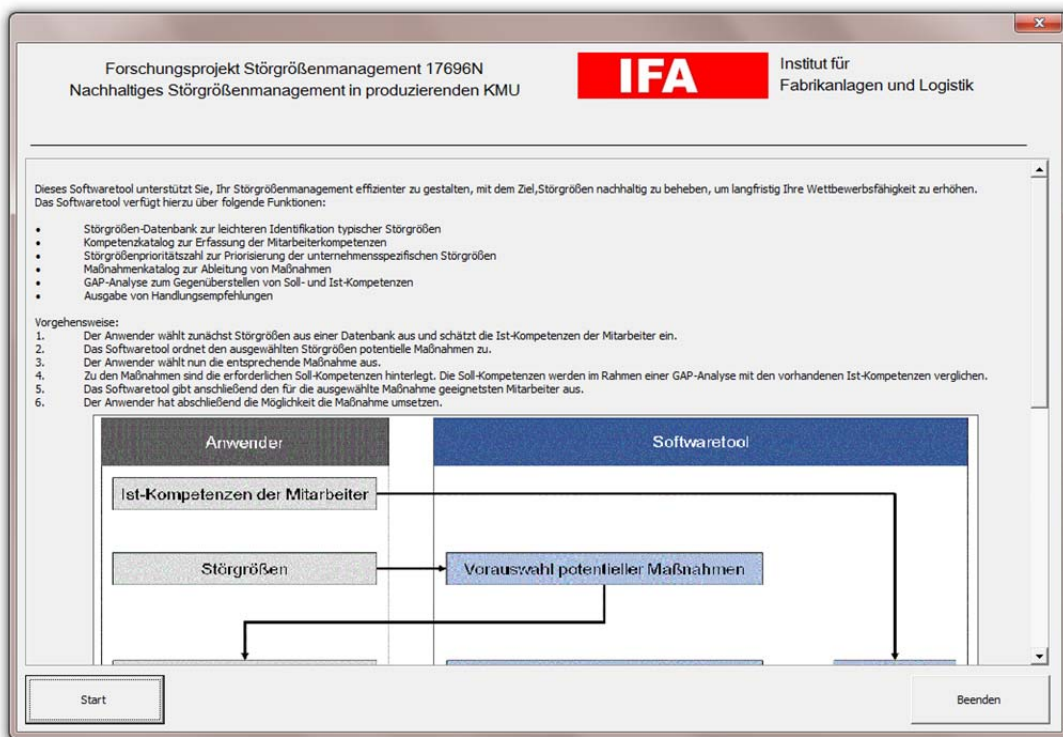 Forschungsprojekt Störgrößenmanagement 17696N
Nachhaltiges Störgrößenmanagement in produzierenden KMU
IFA
Institut für
Fabrikanlagen und Logistik
Dieses Softwaretool unterstützt Sie, Ihr Störgrößenmanagement effizienter zu gestalten, mit dem Ziel,Störgrößen nachhaltig zu beheben, um langfristig Ihre Wettbewerbsfähigkeit zu erhöhen.
Das Softwaretool verfügt hierzu über folgende Funktionen:
• Störgrößen-Datenbank zur leichteren Identifikation typischer Störgrößen
• Kompetenzkatalog zur Erfassung der Mitarbeiterkompetenzen
• Störgrößenprioritätszahl zur Priorisierung der unternehmensspezifischen Störgrößen
• Maßnahmenkatalog zur Ableitung von Maßnahmen
• GAP-Analyse zum Gegenüberstellen von Soll- und Ist-Kompetenzen
• Ausgabe von Handlungsempfehlungen
Vorgehensweise:
1. Der Anwender wählt zunächst Störgrößen aus einer Datenbank aus und schätzt die Ist-Kompetenzen der Mitarbeiter ein.
2. Das Softwaretool ordnet den ausgewählten Störgrößen potentielle Maßnahmen zu.
3. Der Anwender wählt nun die entsprechende Maßnahme aus.
4. Zu den Maßnahmen sind die erforderlichen Soll-Kompetenzen hinterlegt. Die Soll-Kompetenzen werden im Rahmen einer GAP-Analyse mit den vorhandenen Ist-Kompetenzen verglichen.
5. Das Softwaretool gibt anschließend den für die ausgewählte Maßnahme geeignetsten Mitarbeiter aus.
6. Der Anwender hat abschließend die Möglichkeit die Maßnahme umsetzen.
Anwender
Softwaretool
Ist-Kompetenzen der Mitarbeiter
Störgrößen
Vorauswahl potentieller Maßnahmen
Start
Beenden